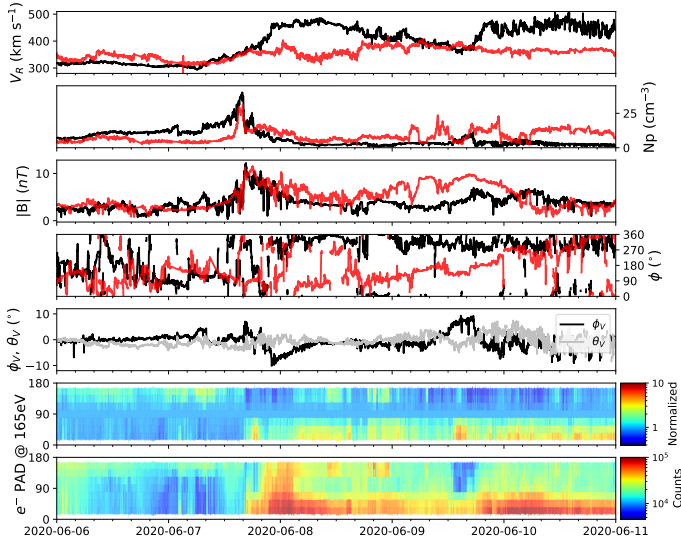 500
400
300
V_R (km s⁻¹)
25
0
Np (cm⁻³)
10
0
|B| (nT)
360
270
180
90
0
ϕ (°)
10
0
−10
ϕ_V, θ_V (°)
ϕ_V
θ_V
180
90
0
10
1
Normalized
180
90
0
e⁻ PAD @ 165eV
10⁵
10⁴
Counts
2020-06-06 2020-06-07 2020-06-08 2020-06-09 2020-06-10 2020-06-11